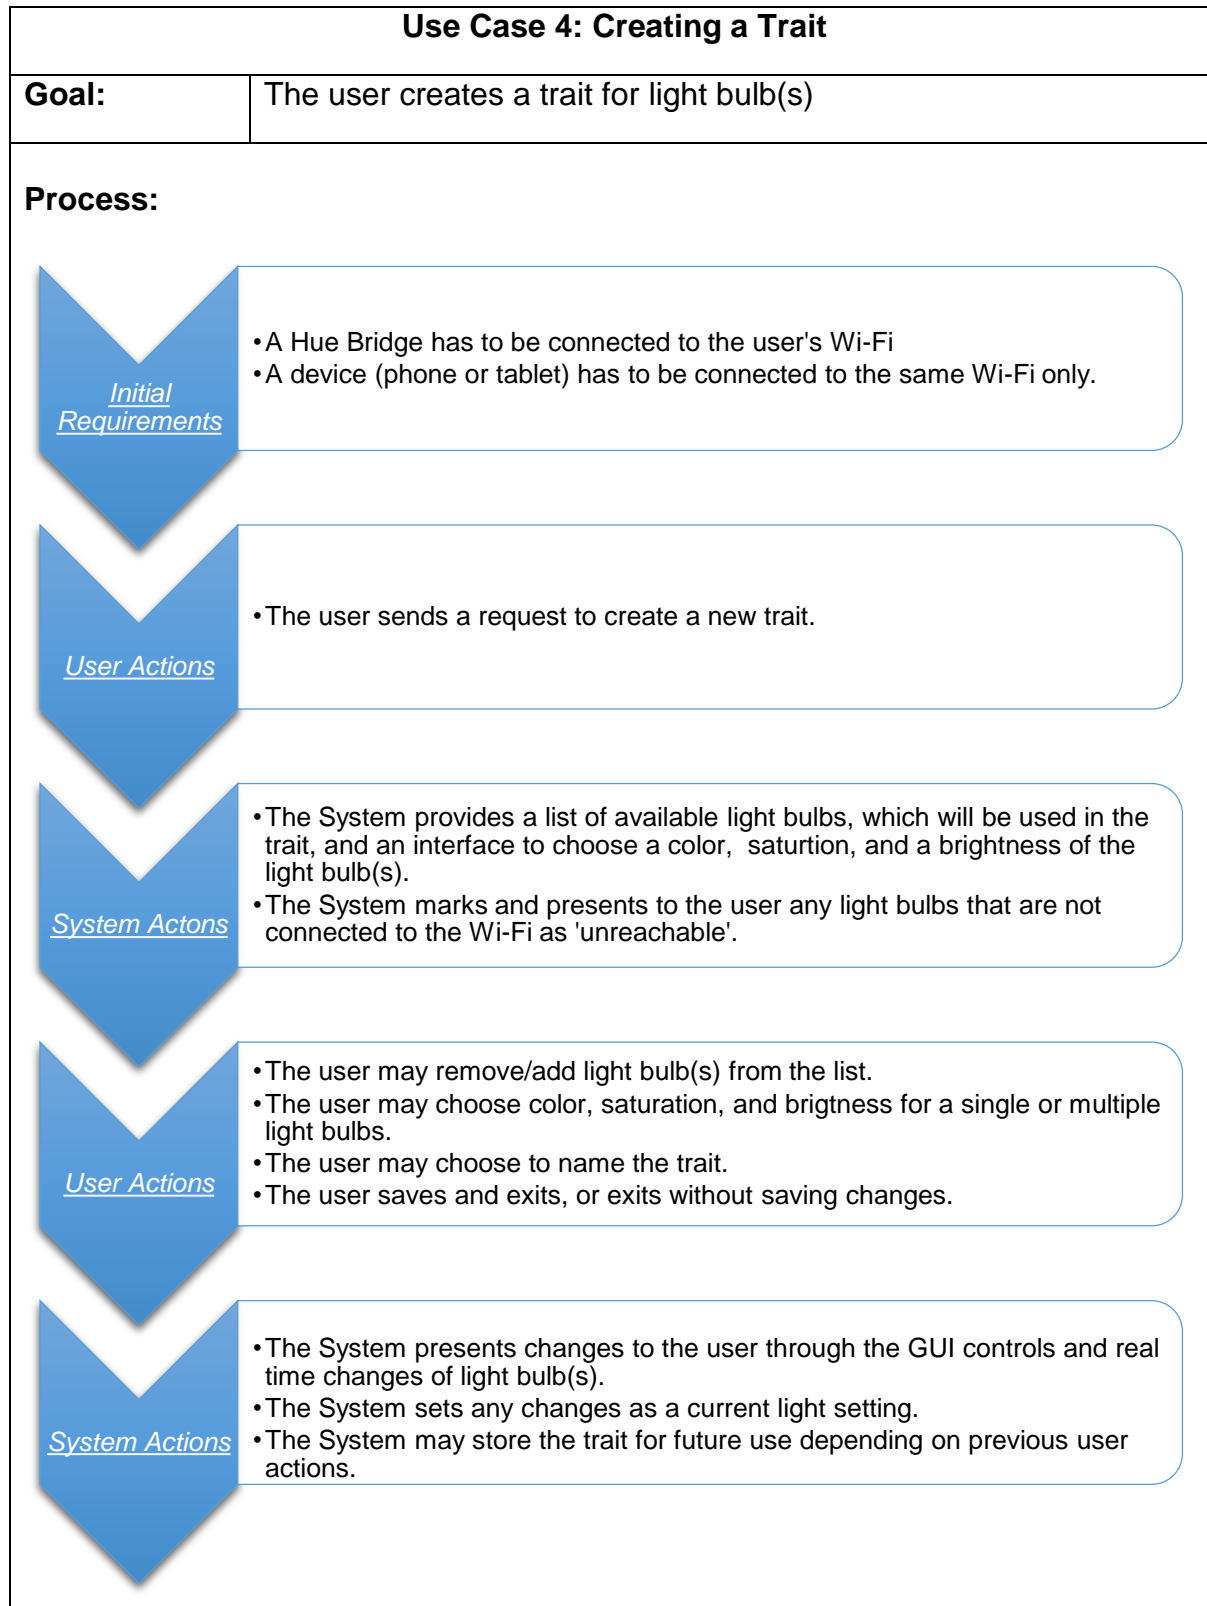 Use Case 4: Creating a Trait
Goal:
The user creates a trait for light bulb(s)
Process:
Initial
Requirements
•A Hue Bridge has to be connected to the user's Wi-Fi
•A device (phone or tablet) has to be connected to the same Wi-Fi only.
User Actions
•The user sends a request to create a new trait.
System Actons
•The System provides a list of available light bulbs, which will be used in the
trait, and an interface to choose a color,  saturtion, and a brightness of the
light bulb(s).
•The System marks and presents to the user any light bulbs that are not
connected to the Wi-Fi as 'unreachable'.
User Actions
•The user may remove/add light bulb(s) from the list.
•The user may choose color, saturation, and brigtness for a single or multiple
light bulbs.
•The user may choose to name the trait.
•The user saves and exits, or exits without saving changes.
System Actions
•The System presents changes to the user through the GUI controls and real
time changes of light bulb(s).
•The System sets any changes as a current light setting.
•The System may store the trait for future use depending on previous user
actions.